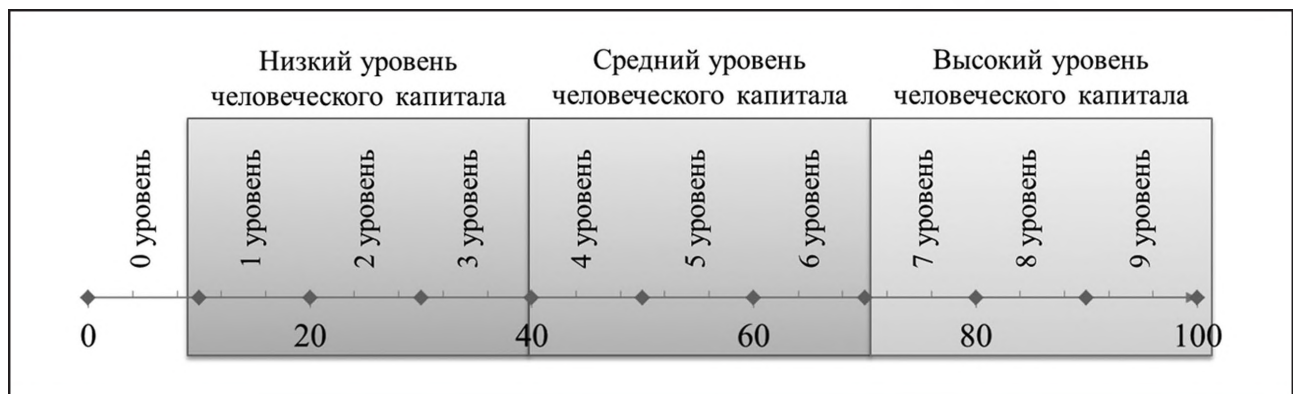 Низкий уровень
человеческого капитала
Средний уровень
человеческого капитала
Высокий уровень
человеческого капитала
0 уровень
1 уровень
2 уровень
3 уровень
4 уровень
5 уровень
6 уровень
7 уровень
8 уровень
9 уровень
0 20 40 60 80 100